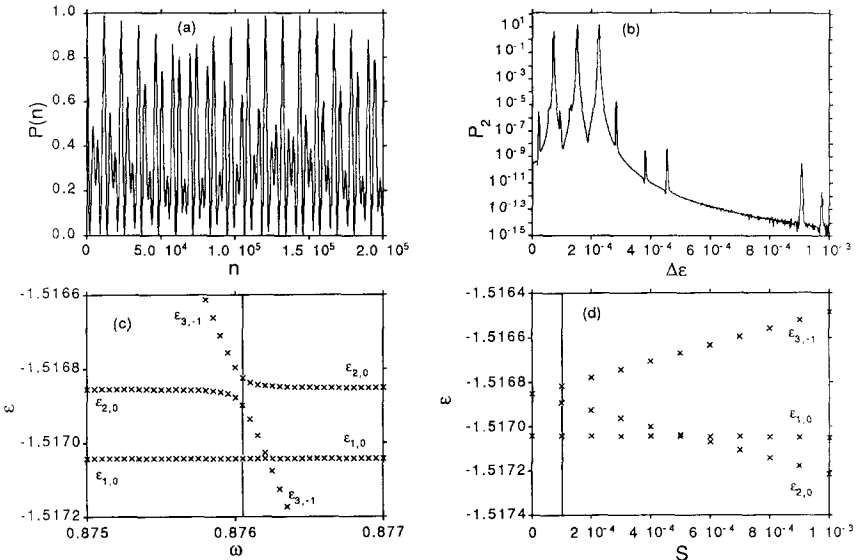 (a)
1.0
0.8
0.6
0.4
0.2
0.0
P(n)
0
5.0 10⁴
1.0 10⁵
1.5 10⁵
2.0 10⁵
n
(b)
10¹
10⁻¹
10⁻³
10⁻⁵
10⁻⁷
10⁻⁹
10⁻¹¹
10⁻¹³
10⁻¹⁵
P₂
0
2 10⁻⁴
4 10⁻⁴
6 10⁻⁴
8 10⁻⁴
1 10⁻³
Δε
(c)
-1.5166
-1.5168
-1.5170
-1.5172
ε
ε₃,₋₁
ε₂,₀
ε₂,₀
ε₁,₀
ε₁,₀
ε₃,₋₁
0.875
0.876
0.877
ω
(d)
-1.5164
-1.5166
-1.5168
-1.5170
-1.5172
-1.5174
ε
ε₃,₋₁
ε₁,₀
ε₂,₀
0
2 10⁻⁴
4 10⁻⁴
6 10⁻⁴
8 10⁻⁴
1 10⁻³
S